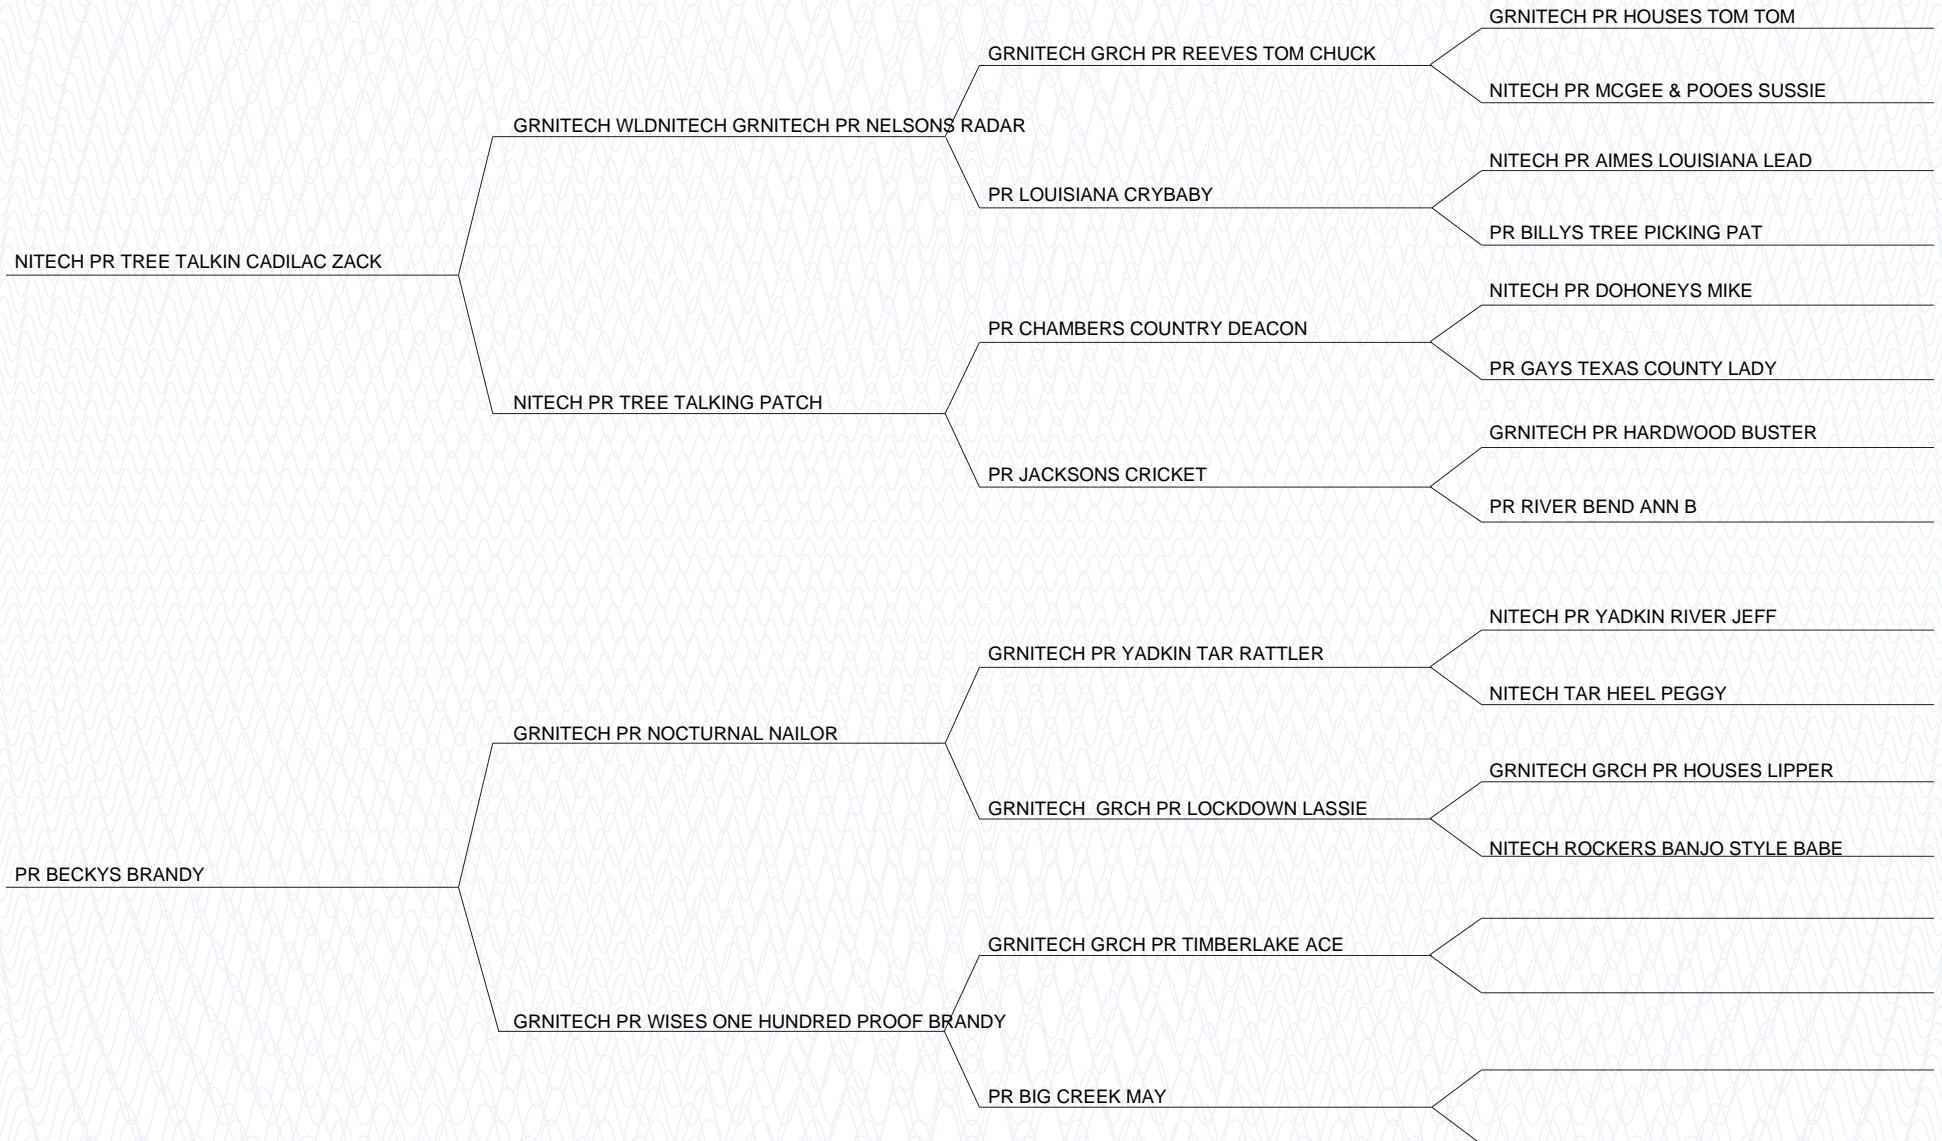 GRNITECH PR HOUSES TOM TOM
GRNITECH GRCH PR REEVES TOM CHUCK
NITECH PR MCGEE & POOES SUSSIE
GRNITECH WLDNITECH GRNITECH PR NELSONS RADAR
NITECH PR AIMES LOUISIANA LEAD
PR LOUISIANA CRYBABY
PR BILLYS TREE PICKING PAT
NITECH PR TREE TALKIN CADILAC ZACK
NITECH PR DOHONEYS MIKE
PR CHAMBERS COUNTRY DEACON
PR GAYS TEXAS COUNTY LADY
NITECH PR TREE TALKING PATCH
GRNITECH PR HARDWOOD BUSTER
PR JACKSONS CRICKET
PR RIVER BEND ANN B
NITECH PR YADKIN RIVER JEFF
GRNITECH PR YADKIN TAR RATTLER
NITECH TAR HEEL PEGGY
GRNITECH PR NOCTURNAL NAILOR
GRNITECH GRCH PR HOUSES LIPPER
GRNITECH  GRCH PR LOCKDOWN LASSIE
NITECH ROCKERS BANJO STYLE BABE
PR BECKYS BRANDY
GRNITECH GRCH PR TIMBERLAKE ACE
GRNITECH PR WISES ONE HUNDRED PROOF BRANDY
PR BIG CREEK MAY